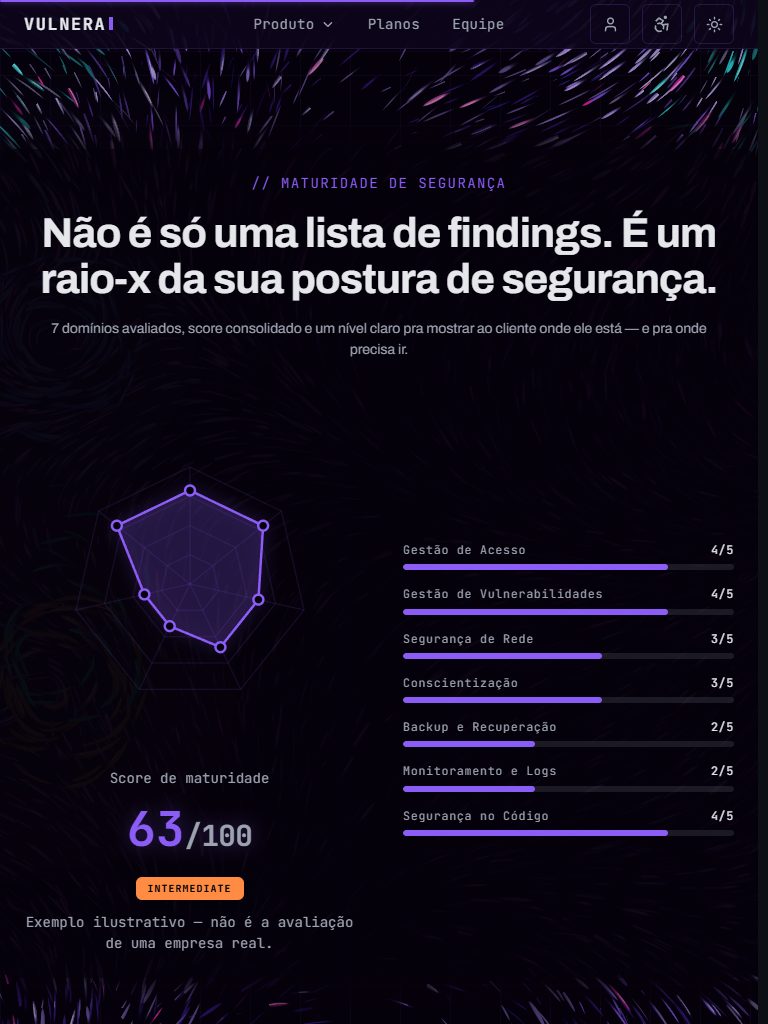 VULNERA
Produto
Planos
Equipe
// MATURIDADE DE SEGURANÇA
Não é só uma lista de findings. É um
raio-x da sua postura de segurança.
7 domínios avaliados, score consolidado e um nível claro pra mostrar ao cliente onde ele está — e pra onde
precisa ir.
Gestão de Acesso 4/5
Gestão de Vulnerabilidades 4/5
Segurança de Rede 3/5
Conscientização 3/5
Backup e Recuperação 2/5
Monitoramento e Logs 2/5
Segurança no Código 4/5
Score de maturidade
63/100
INTERMEDIATE
Exemplo ilustrativo — não é a avaliação
de uma empresa real.